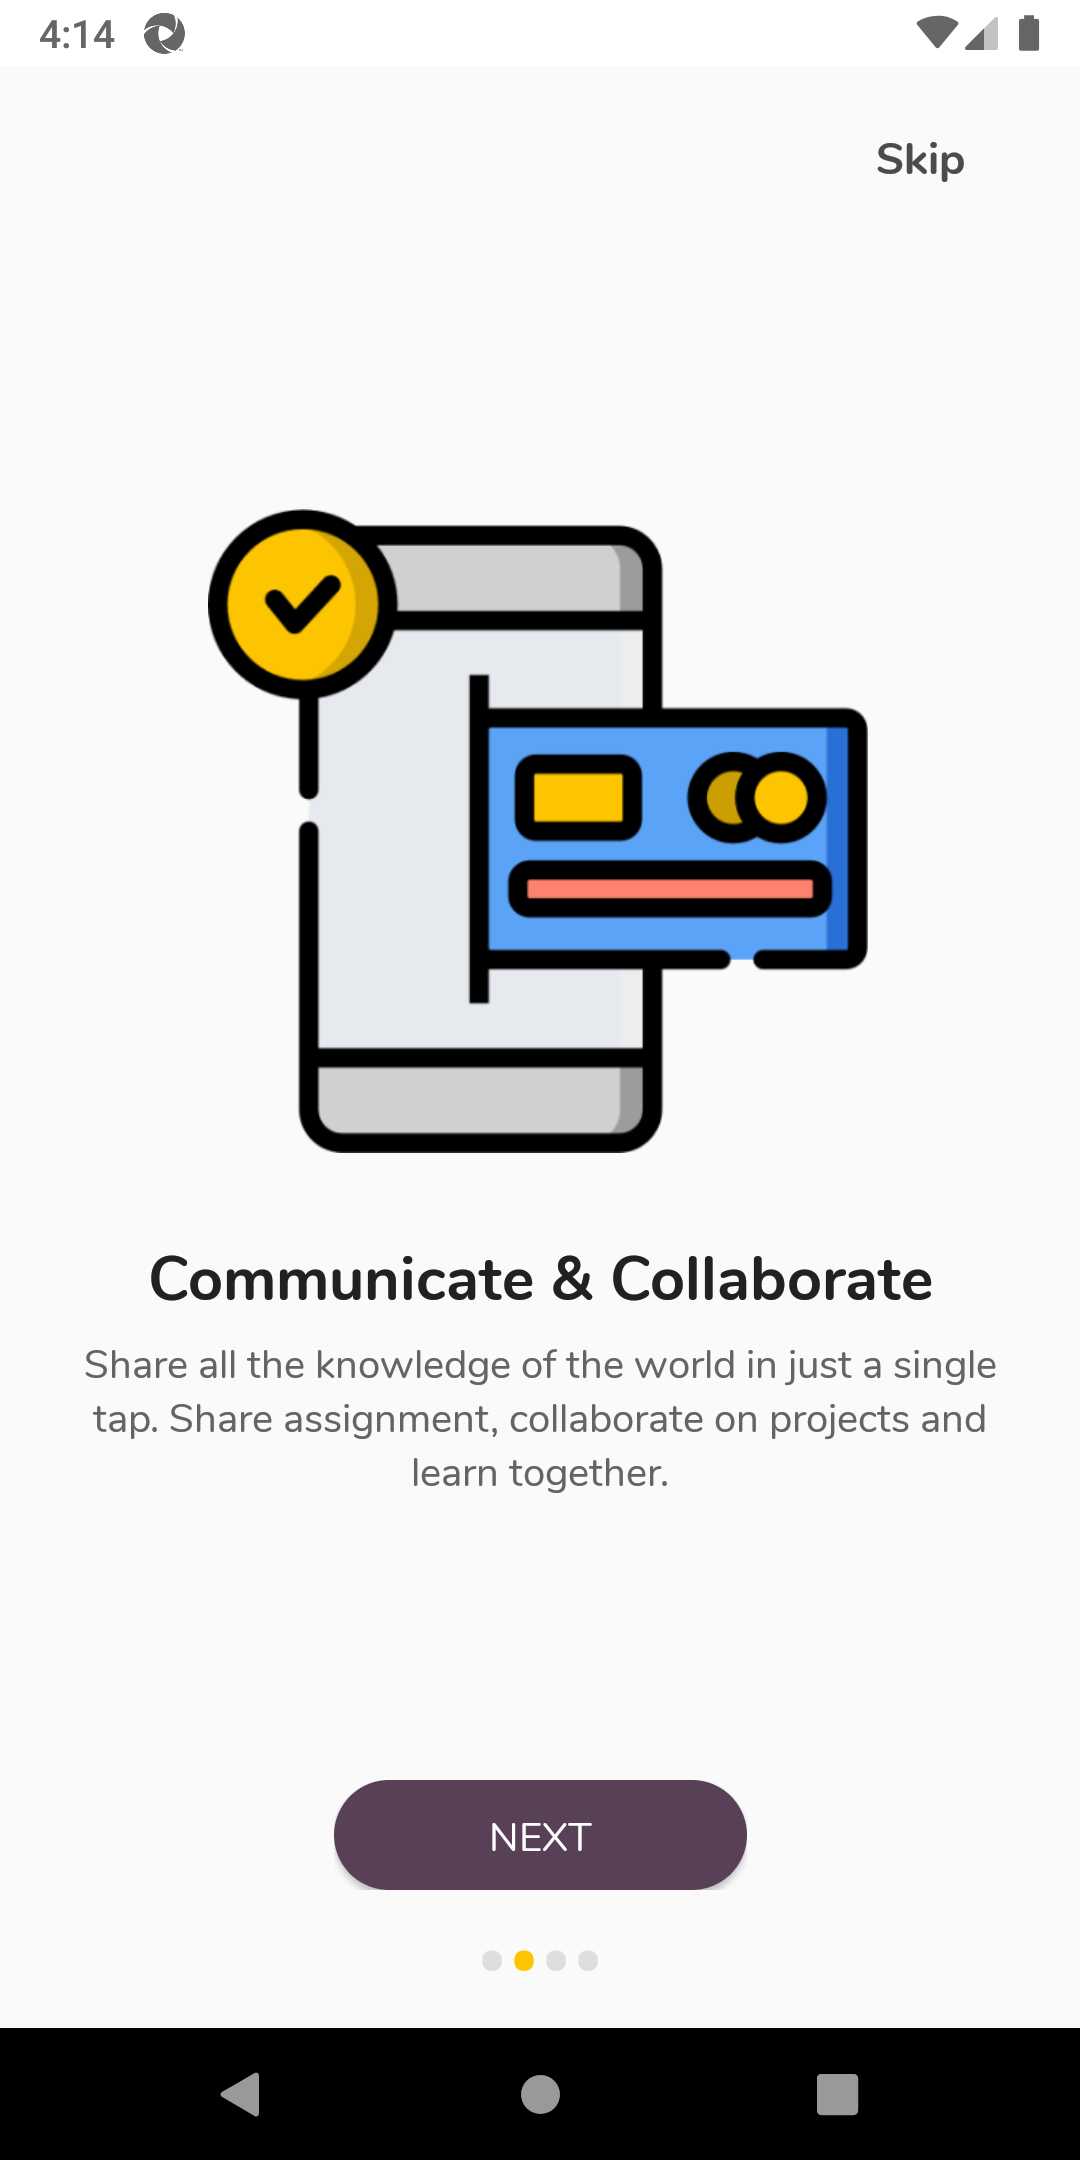 4:14
Skip
Communicate & Collaborate
Share all the knowledge of the world in just a single
tap. Share assignment, collaborate on projects and
learn together.
NEXT